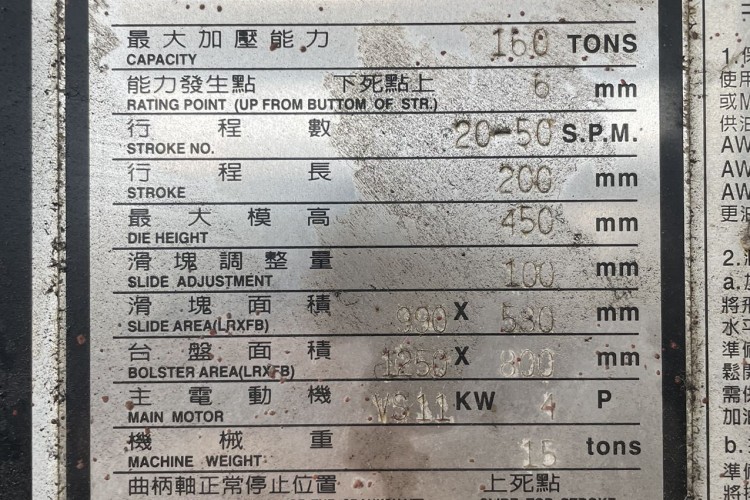 最大加壓能力 160 TONS
CAPACITY
能力發生點 下死點上 6 mm
RATING POINT (UP FROM BUTTOM OF STR.)
行程數 20-50 S.P.M.
STROKE NO.
行程長 200 mm
STROKE
最大模高 450 mm
DIE HEIGHT
滑塊調整量 100 mm
SLIDE ADJUSTMENT
滑塊面積 990 X 580 mm
SLIDE AREA(LRXFB)
台盤面積 1250 X 800 mm
BOLSTER AREA(LRXFB)
主電動機 VS11 KW 4 P
MAIN MOTOR
機械重 15 tons
MACHINE WEIGHT
曲柄軸正常停止位置 上死點
1.
使用
或M
供油
AW
AW
AW
更油
2.
a.
將飛
水平
準備
鬆開
需
加油
b.
準備